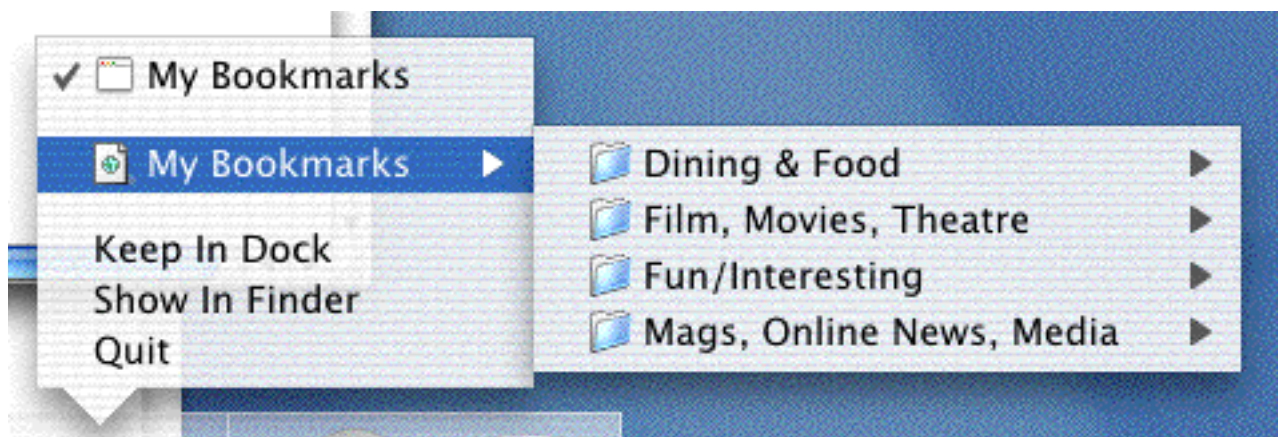 My Bookmarks
My Bookmarks
Keep In Dock
Show In Finder
Quit
Dining & Food
Film, Movies, Theatre
Fun/Interesting
Mags, Online News, Media